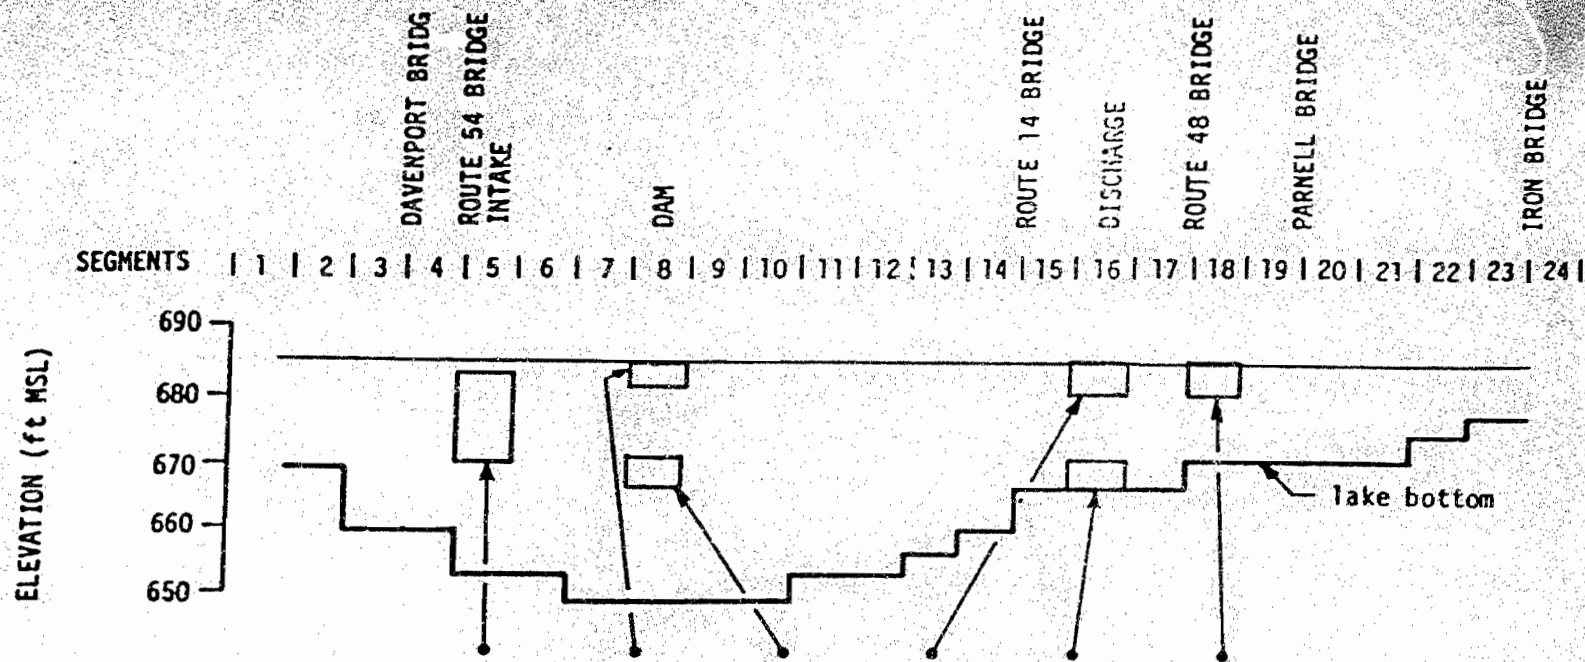 DAVENPORT BRIDG
ROUTE 54 BRIDGE
INTAKE
DAM
ROUTE 14 BRIDGE
DISCHARGE
ROUTE 48 BRIDGE
PARNELL BRIDGE
IRON BRIDGE
SEGMENTS | 1 | 2 | 3 | 4 | 5 | 6 | 7 | 8 | 9 | 10 | 11 | 12 | 13 | 14 | 15 | 16 | 17 | 18 | 19 | 20 | 21 | 22 | 23 | 24 |
ELEVATION (ft MSL)
690
680
670
660
650
lake bottom